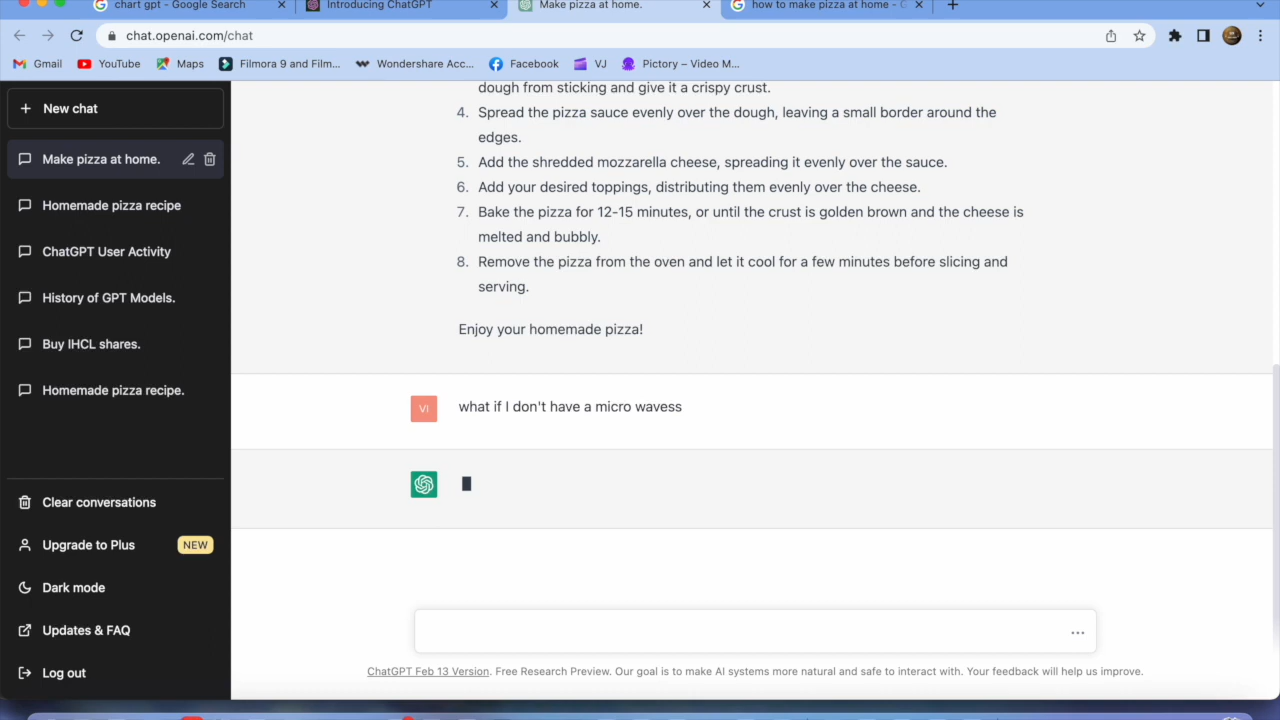 chart gpt - Google Search
Introducing ChatGPT
Make pizza at home.
how to make pizza at home - G
chat.openai.com/chat
Gmail
YouTube
Maps
Filmora 9 and Film...
Wondershare Acc...
Facebook
VJ
Pictory – Video M...
New chat
Make pizza at home.
Homemade pizza recipe
ChatGPT User Activity
History of GPT Models.
Buy IHCL shares.
Homemade pizza recipe.
Clear conversations
Upgrade to Plus
NEW
Dark mode
Updates & FAQ
Log out
dough from sticking and give it a crispy crust.
4. Spread the pizza sauce evenly over the dough, leaving a small border around the
edges.
5. Add the shredded mozzarella cheese, spreading it evenly over the sauce.
6. Add your desired toppings, distributing them evenly over the cheese.
7. Bake the pizza for 12-15 minutes, or until the crust is golden brown and the cheese is
melted and bubbly.
8. Remove the pizza from the oven and let it cool for a few minutes before slicing and
serving.
Enjoy your homemade pizza!
VI
what if I don't have a micro wavess
ChatGPT Feb 13 Version. Free Research Preview. Our goal is to make AI systems more natural and safe to interact with. Your feedback will help us improve.